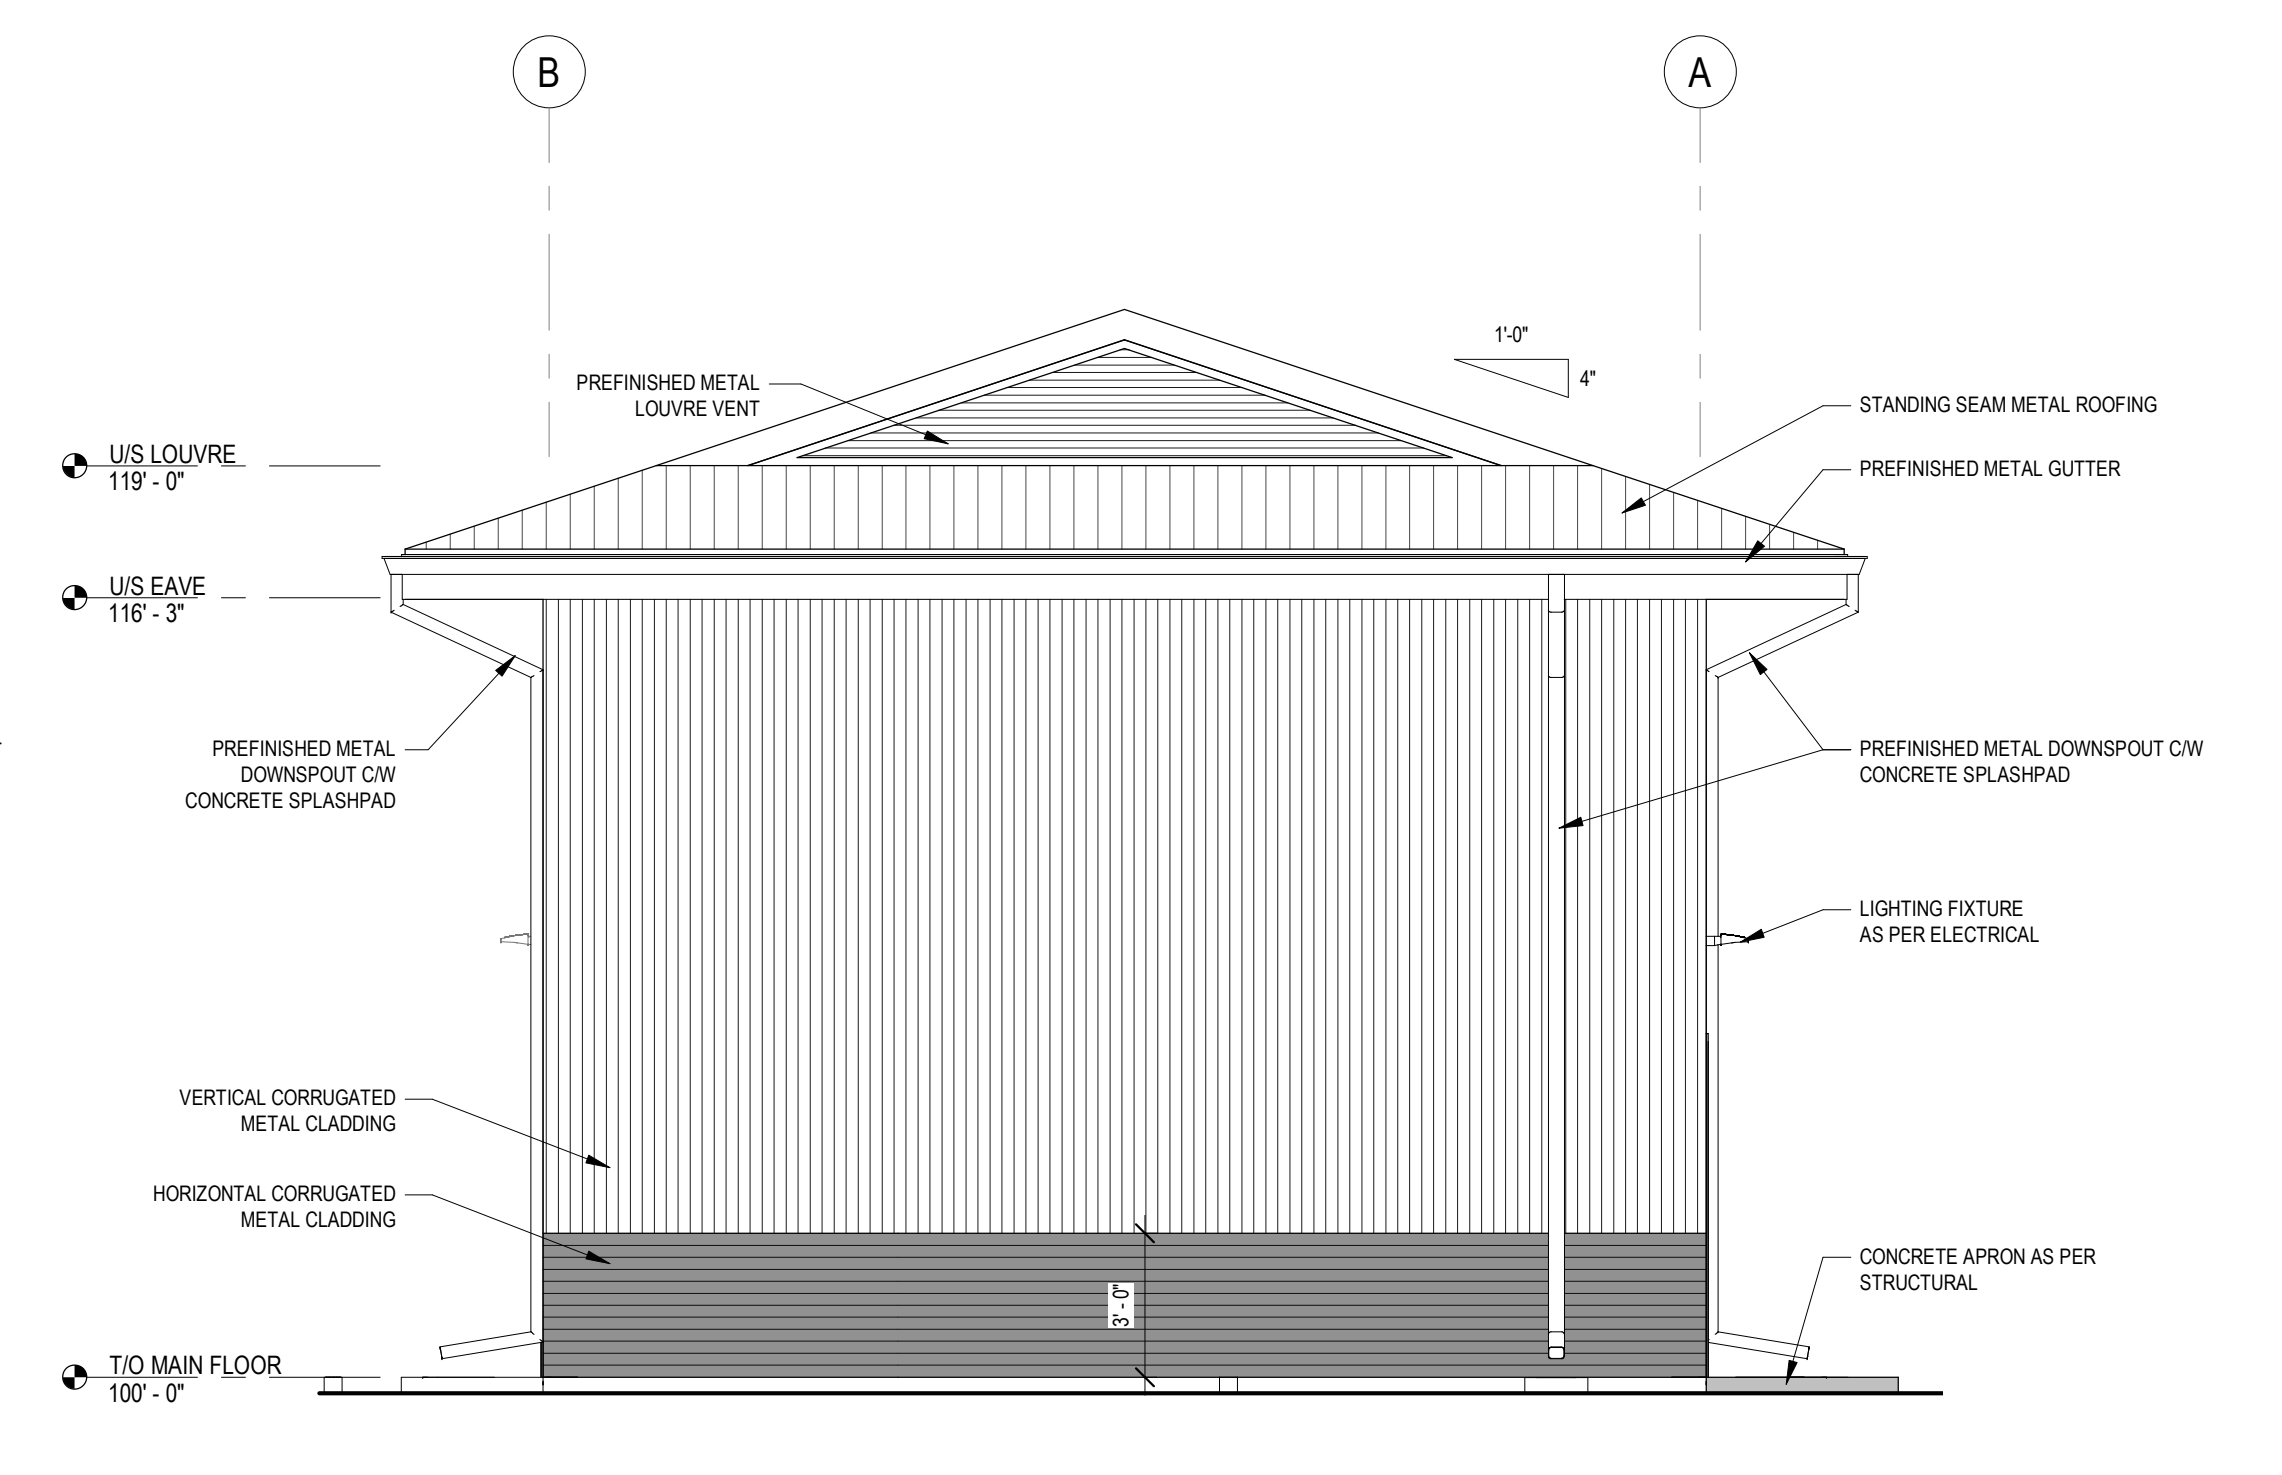 B
A
1'-0"
4"
PREFINISHED METAL
LOUVRE VENT
STANDING SEAM METAL ROOFING
PREFINISHED METAL GUTTER
U/S LOUVRE
119' - 0"
U/S EAVE
116' - 3"
PREFINISHED METAL
DOWNSPOUT C/W
CONCRETE SPLASHPAD
PREFINISHED METAL DOWNSPOUT C/W
CONCRETE SPLASHPAD
LIGHTING FIXTURE
AS PER ELECTRICAL
VERTICAL CORRUGATED
METAL CLADDING
HORIZONTAL CORRUGATED
METAL CLADDING
3' - 0"
CONCRETE APRON AS PER
STRUCTURAL
T/O MAIN FLOOR
100' - 0"